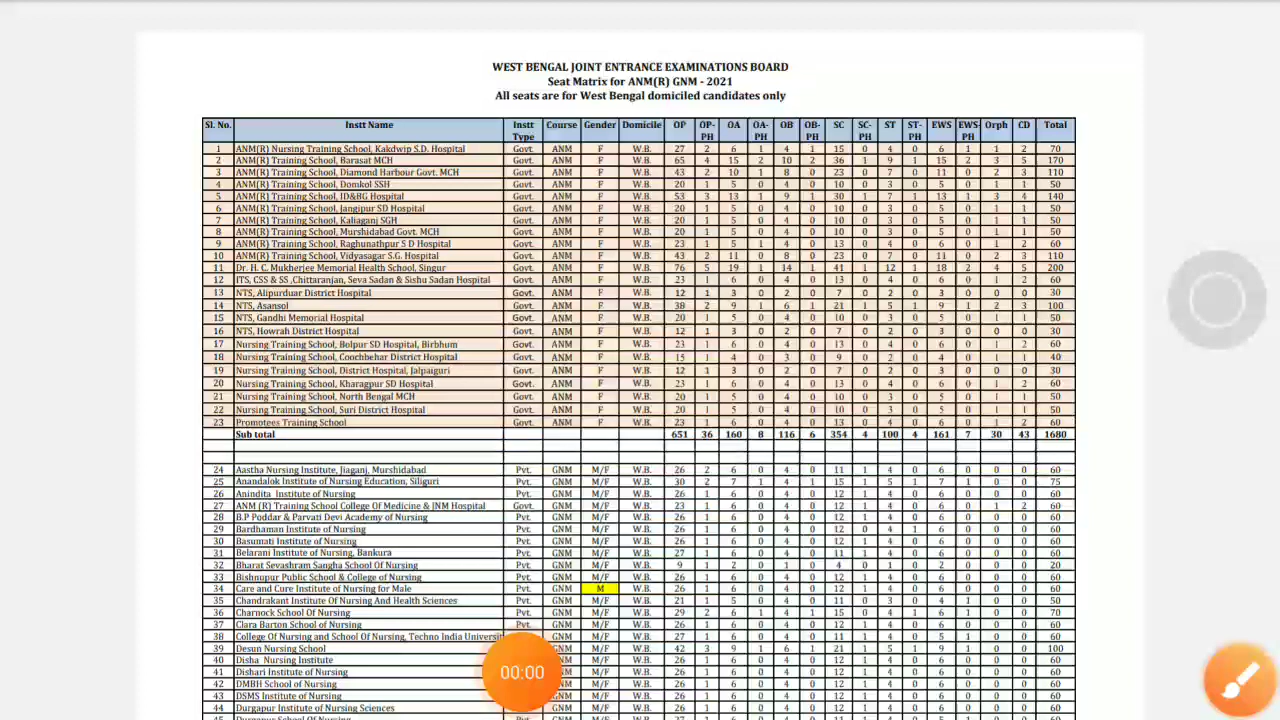 WEST BENGAL JOINT ENTRANCE EXAMINATIONS BOARD
Seat Matrix for ANM(R) GNM - 2021
All seats are for West Bengal domiciled candidates only
Sl. No. Instt Name Instt Type Course Gender Domicile OP OP-PH OA OA-PH OB OB-PH SC SC-PH ST ST-PH EWS EWS-PH Orph CD Total
1 ANM(R) Nursing Training School, Kakdwip S.D. Hospital Govt. ANM F W.B. 27 2 6 1 4 1 15 0 4 0 6 1 1 2 70
2 ANM(R) Training School, Barasat MCH Govt. ANM F W.B. 65 4 15 2 10 2 36 1 9 1 15 2 3 5 170
3 ANM(R) Training School, Diamond Harbour Govt. MCH Govt. ANM F W.B. 43 2 10 1 8 0 23 0 7 0 11 0 2 3 110
4 ANM(R) Training School, Domkol SSH Govt. ANM F W.B. 20 1 5 0 4 0 10 0 3 0 5 0 1 1 50
5 ANM(R) Training School, ID&BG Hospital Govt. ANM F W.B. 53 3 13 1 9 1 30 1 7 1 13 1 3 4 140
6 ANM(R) Training School, Jangipur SD Hospital Govt. ANM F W.B. 20 1 5 0 4 0 10 0 3 0 5 0 1 1 50
7 ANM(R) Training School, Kaliaganj SGH Govt. ANM F W.B. 20 1 5 0 4 0 10 0 3 0 5 0 1 1 50
8 ANM(R) Training School, Murshidabad Govt. MCH Govt. ANM F W.B. 20 1 5 0 4 0 10 0 3 0 5 0 1 1 50
9 ANM(R) Training School, Raghunathpur S D Hospital Govt. ANM F W.B. 23 1 5 1 4 0 13 0 4 0 6 0 1 2 60
10 ANM(R) Training School, Vidyasagar S.G. Hospital Govt. ANM F W.B. 43 2 11 0 8 0 23 0 7 0 11 0 2 3 110
11 Dr. H. C. Mukherjee Memorial Health School, Singur Govt. ANM F W.B. 76 5 19 1 14 1 41 1 12 1 18 2 4 5 200
12 ITS, CSS & SS ,Chittaranjan, Seva Sadan & Sishu Sadan Hospital Govt. ANM F W.B. 23 1 6 0 4 0 13 0 4 0 6 0 1 2 60
13 NTS, Alipurduar District Hospital Govt. ANM F W.B. 12 1 3 0 2 0 7 0 2 0 3 0 0 0 30
14 NTS, Asansol Govt. ANM F W.B. 38 2 9 1 6 1 21 1 5 1 9 1 2 3 100
15 NTS, Gandhi Memorial Hospital Govt. ANM F W.B. 20 1 5 0 4 0 10 0 3 0 5 0 1 1 50
16 NTS, Howrah District Hospital Govt. ANM F W.B. 12 1 3 0 2 0 7 0 2 0 3 0 0 0 30
17 Nursing Training School, Bolpur SD Hospital, Birbhum Govt. ANM F W.B. 23 1 6 0 4 0 13 0 4 0 6 0 1 2 60
18 Nursing Training School, Coochbehar District Hospital Govt. ANM F W.B. 15 1 4 0 3 0 9 0 2 0 4 0 1 1 40
19 Nursing Training School, District Hospital, Jalpaiguri Govt. ANM F W.B. 12 1 3 0 2 0 7 0 2 0 3 0 0 0 30
20 Nursing Training School, Kharagpur SD Hospital Govt. ANM F W.B. 23 1 6 0 4 0 13 0 4 0 6 0 1 2 60
21 Nursing Training School, North Bengal MCH Govt. ANM F W.B. 20 1 5 0 4 0 10 0 3 0 5 0 1 1 50
22 Nursing Training School, Suri District Hospital Govt. ANM F W.B. 20 1 5 0 4 0 10 0 3 0 5 0 1 1 50
23 Promotees Training School Govt. ANM F W.B. 23 1 6 0 4 0 13 0 4 0 6 0 1 2 60
Sub total 651 36 160 8 116 6 354 4 100 4 161 7 30 43 1680
24 Aastha Nursing Institute, Jiaganj, Murshidabad Pvt. GNM M/F W.B. 26 2 6 0 4 0 11 1 4 0 6 0 0 0 60
25 Anandalok Institute of Nursing Education, Siliguri Pvt. GNM M/F W.B. 30 2 7 1 4 1 15 1 5 1 7 1 0 0 75
26 Anindita Institute of Nursing Pvt. GNM M/F W.B. 26 1 6 0 4 0 12 1 4 0 6 0 0 0 60
27 ANM (R) Training School College Of Medicine & JNM Hospital Govt. GNM M/F W.B. 23 1 6 0 4 0 12 1 4 0 6 0 1 2 60
28 B.P Poddar & Parvati Devi Academy of Nursing Pvt. GNM M/F W.B. 26 1 6 0 4 0 12 1 4 0 6 0 0 0 60
29 Bardhaman Institute of Nursing Pvt. GNM M/F W.B. 26 1 6 0 4 0 12 0 4 1 6 0 0 0 60
30 Basumati Institute of Nursing Pvt. GNM M/F W.B. 26 1 6 0 4 0 12 1 4 0 6 0 0 0 60
31 Belarani Institute of Nursing, Bankura Pvt. GNM M/F W.B. 27 1 6 0 4 0 11 1 4 0 6 0 0 0 60
32 Bharat Sevashram Sangha School Of Nursing Pvt. GNM M/F W.B. 9 1 2 0 1 0 4 0 1 0 2 0 0 0 20
33 Bishnupur Public School & College of Nursing Pvt. GNM M/F W.B. 26 1 6 0 4 0 12 1 4 0 6 0 0 0 60
34 Care and Cure Institute of Nursing for Male Pvt. GNM M W.B. 26 1 6 0 4 0 12 1 4 0 6 0 0 0 60
35 Chandrakant Institute Of Nursing And Health Sciences Pvt. GNM M/F W.B. 21 1 5 0 4 0 11 0 3 0 4 1 0 0 50
36 Charnock School Of Nursing Pvt. GNM M/F W.B. 29 2 6 1 4 1 15 0 4 1 6 1 0 0 70
37 Clara Barton School of Nursing Pvt. GNM M/F W.B. 26 1 6 0 4 0 12 1 4 0 6 0 0 0 60
38 College Of Nursing and School Of Nursing, Techno India Pvt. GNM M/F W.B. 27 1 6 0 4 0 11 1 4 0 5 1 0 0 60
39 Desun Nursing School GNM M/F W.B. 42 3 9 1 6 1 21 1 5 1 9 1 0 0 100
40 Disha Nursing Institute GNM M/F W.B. 26 1 6 0 4 0 12 1 4 0 6 0 0 0 60
41 Dishari Institute of Nursing GNM M/F W.B. 26 1 6 0 4 0 12 1 4 0 6 0 0 0 60
42 DMBH School of Nursing GNM M/F W.B. 26 1 6 0 4 0 12 1 4 0 6 0 0 0 60
43 DSMS Institute of Nursing GNM M/F W.B. 26 1 6 0 4 0 12 1 4 0 6 0 0 0 60
44 Durgapur Institute of Nursing Sciences Pvt. GNM M/F W.B. 26 1 6 0 4 0 12 1 4 0 6 0 0 0 60
00:00